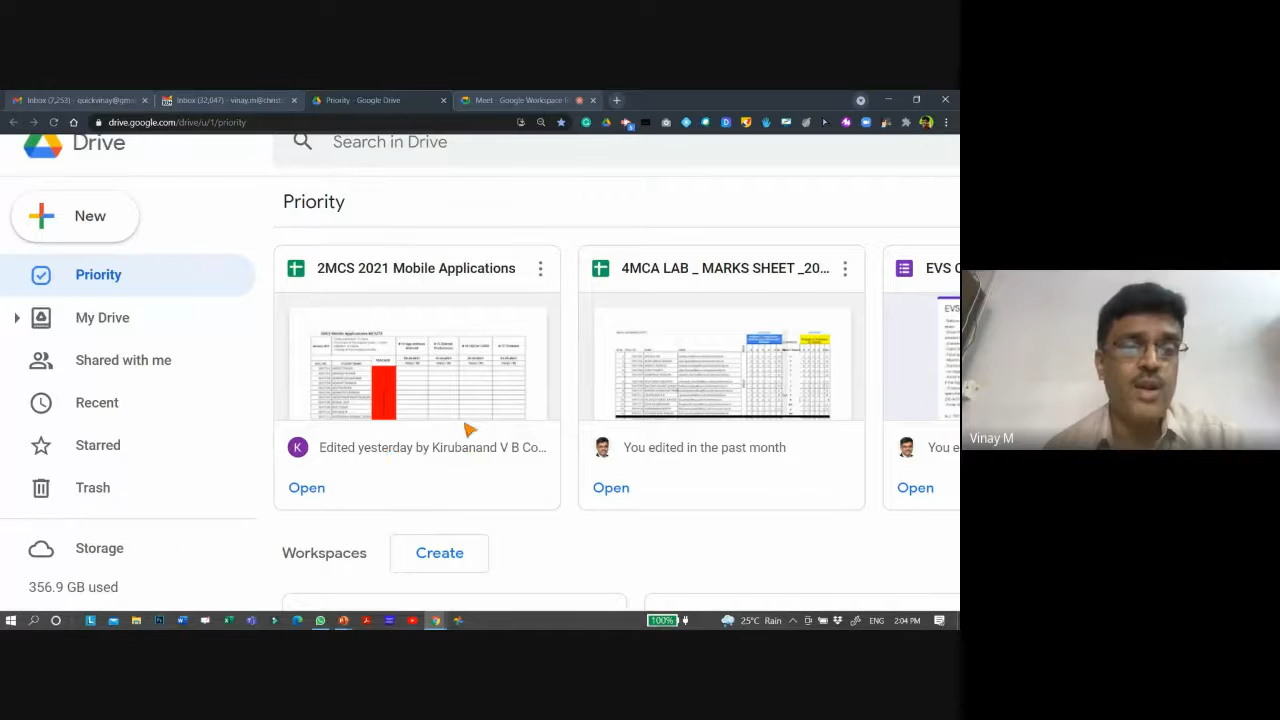 Inbox (7,253) - quickvinay@gma
Inbox (32,047) - vinay.m@christ
Priority - Google Drive
Meet - Google Workspace
drive.google.com/drive/u/1/priority
Drive
Search in Drive
New
Priority
My Drive
Shared with me
Recent
Starred
Trash
Storage
356.9 GB used
Priority
2MCS 2021 Mobile Applications
Edited yesterday by Kirubanand V B Co...
Open
4MCA LAB _ MARKS SHEET _20...
You edited in the past month
Open
EVS
You e
Open
Workspaces
Create
K
Vinay M
100%
25°C Rain
ENG
2:04 PM